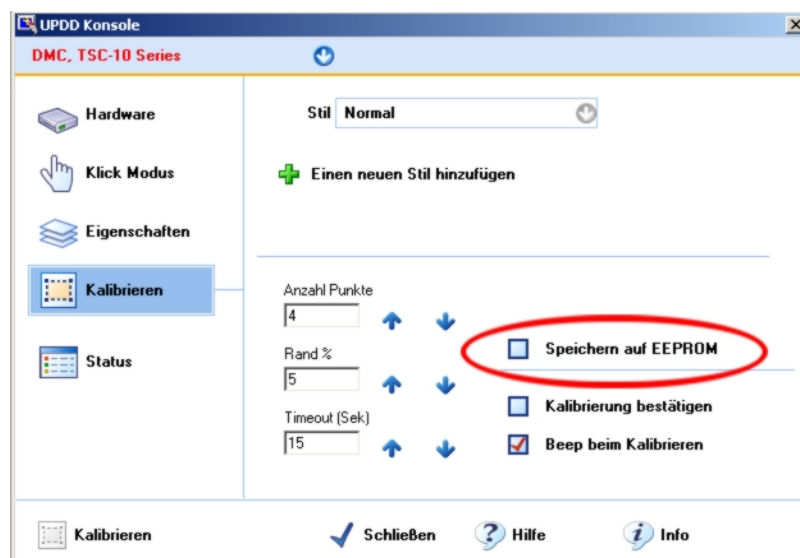 UPDD Konsole
DMC, TSC-10 Series
Hardware
Klick Modus
Eigenschaften
Kalibrieren
Status
Stil Normal
Einen neuen Stil hinzufügen
Anzahl Punkte
4
Rand %
5
Timeout (Sek)
15
Speichern auf EEPROM
Kalibrierung bestätigen
Beep beim Kalibrieren
Kalibrieren
Schließen
Hilfe
Info